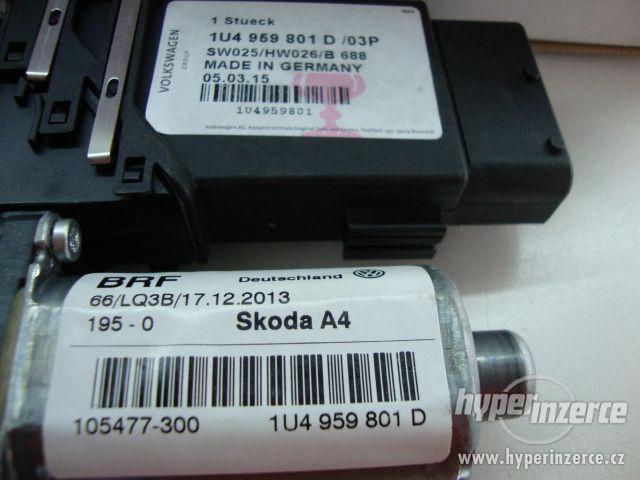 1 Stueck
1U4 959 801 D /03P
SW025/HW026/B 688
MADE IN GERMANY
05.03.15
1U4959801
VOLKSWAGEN
GROUP
BRF Deutschland
66/LQ3B/17.12.2013
195 - 0 Skoda A4
105477-300 1U4 959 801 D
hyperinzerce
www.hyperinzerce.cz